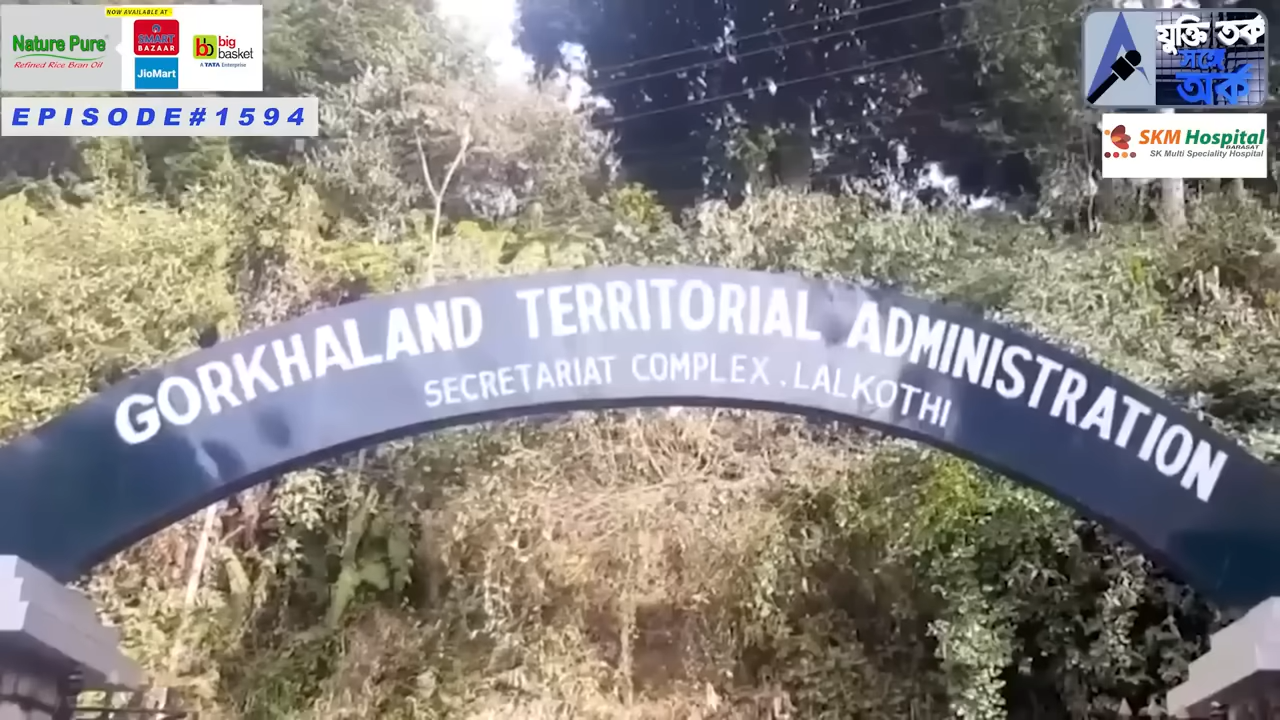 NOW AVAILABLE AT
Nature Pure
Refined Rice Bran Oil
SMART BAZAAR
JioMart
big basket
A TATA Enterprise
EPISODE#1594
যুক্তি তক্ক
সঙ্গে
অর্ক
SKM Hospital
BARASAT
SK Multi Speciality Hospital
GORKHALAND TERRITORIAL ADMINISTRATION
SECRETARIAT COMPLEX. LALKOTHI